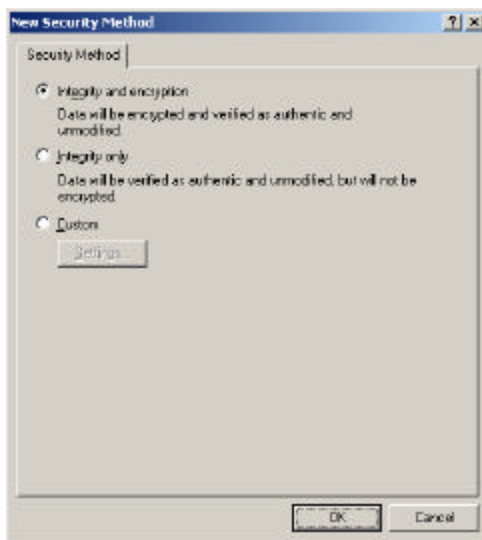 New Security Method
Security Method
Integrity and encryption
Data will be encrypted and verified as authentic and
unmodified.
Integrity only
Data will be verified as authentic and unmodified, but will not be
encrypted.
Custom
Settings...
OK
Cancel